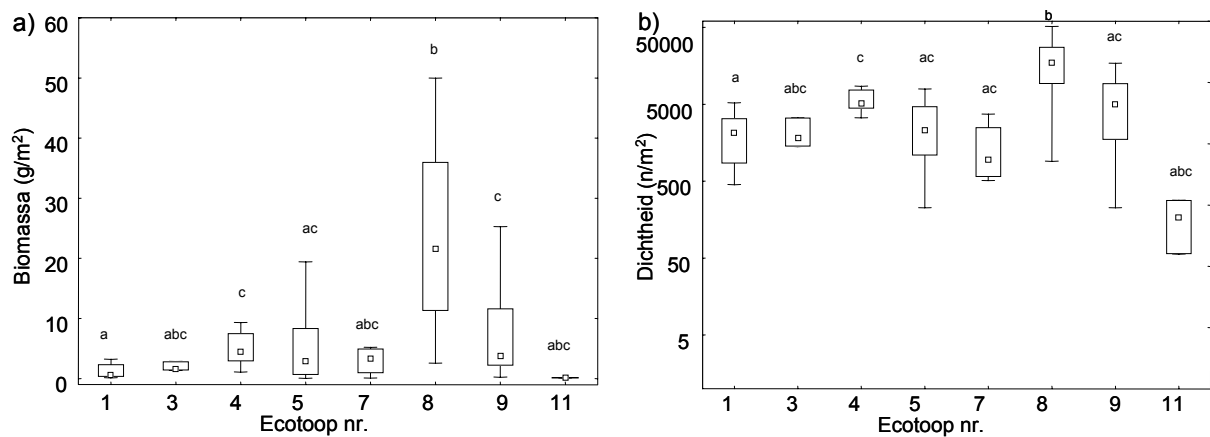 a)
Biomassa (g/m²)
60
50
40
30
20
10
0
a
abc
c
ac
abc
b
c
abc
1 3 4 5 7 8 9 11
Ecotoop nr.
b)
Dichtheid (n/m²)
50000
5000
500
50
5
a
abc
c
ac
ac
b
ac
abc
1 3 4 5 7 8 9 11
Ecotoop nr.